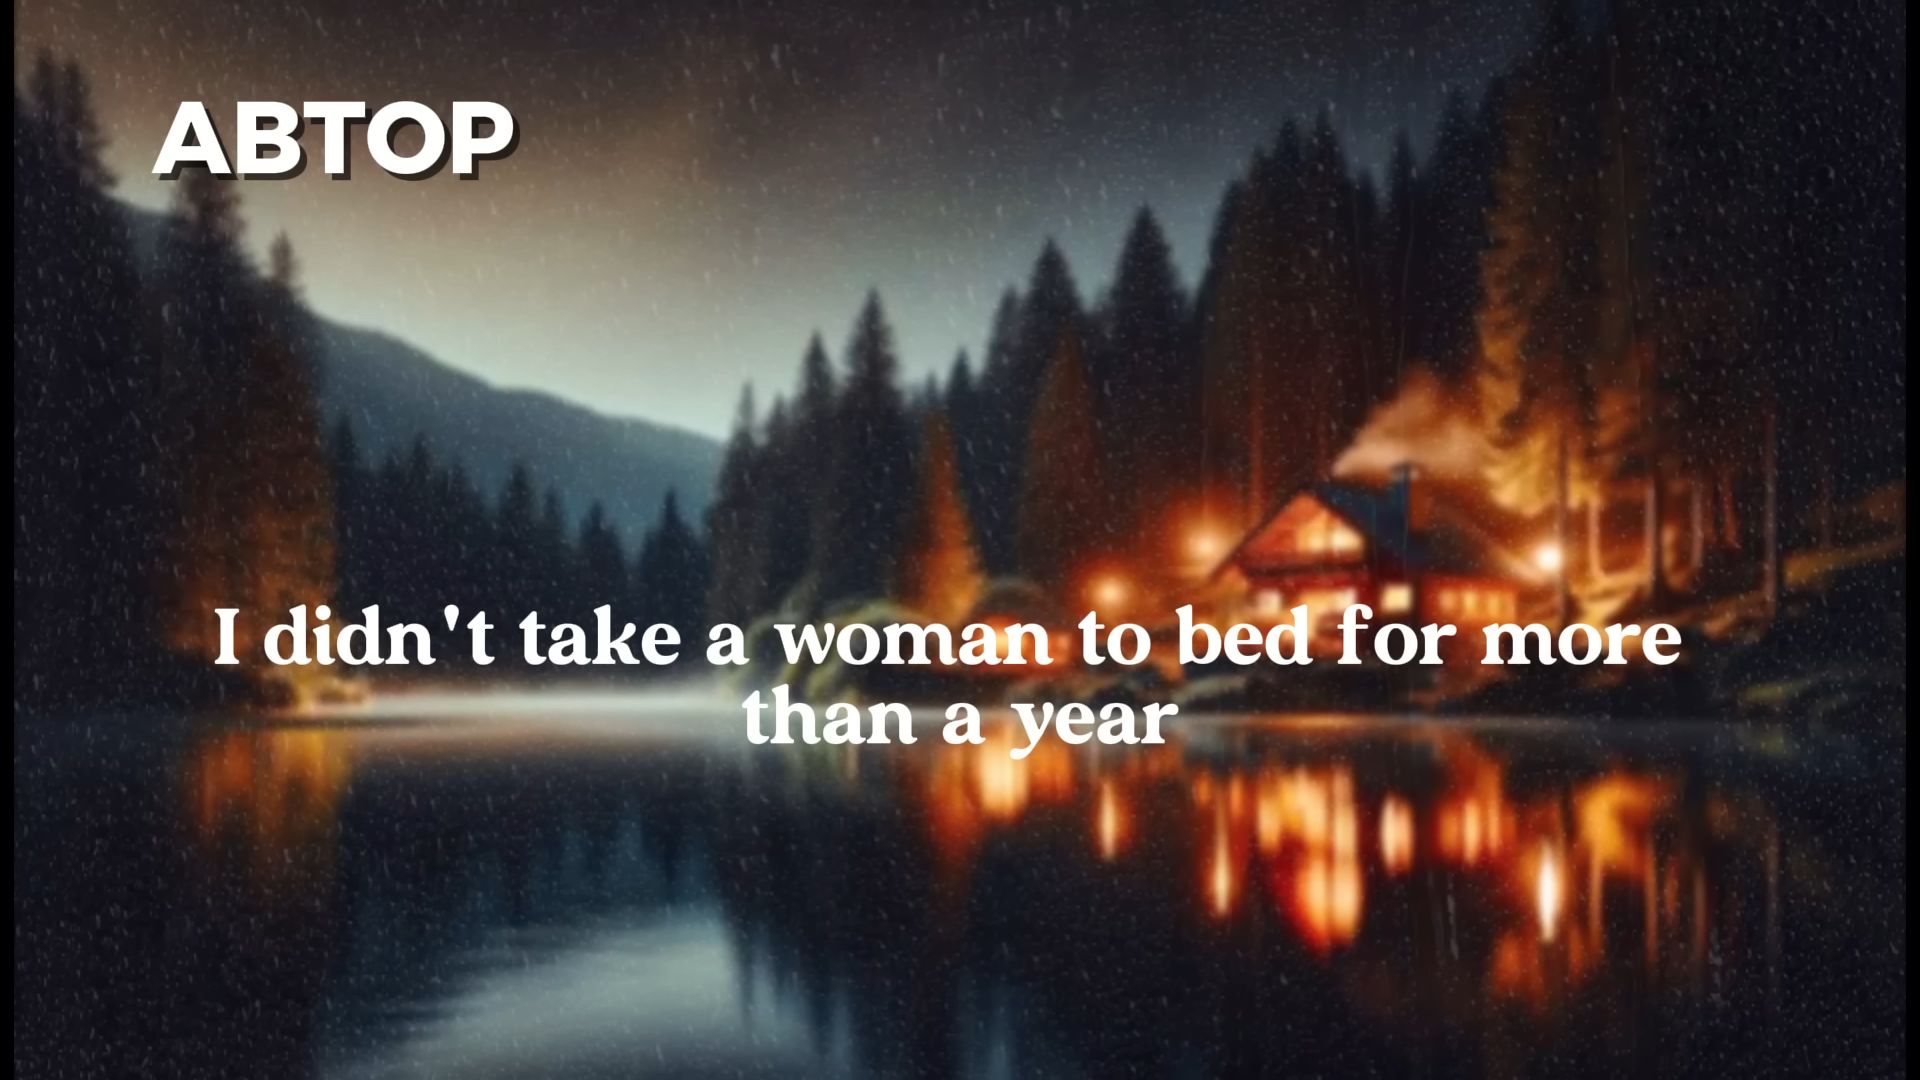 АВТОР
I didn't take a woman to bed for more
than a year